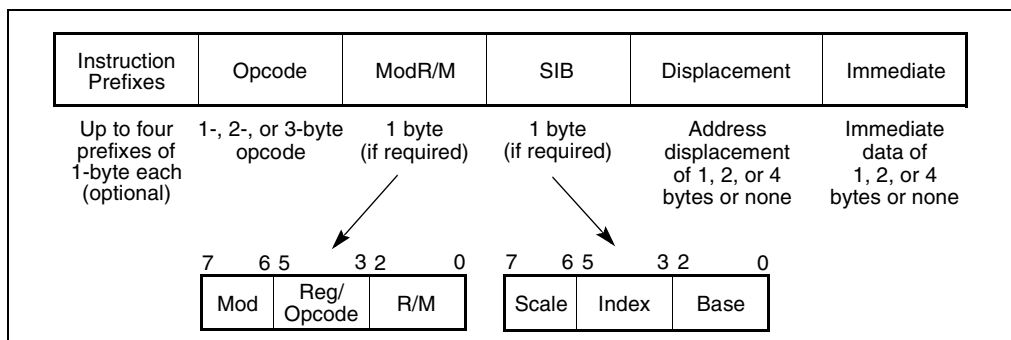 Instruction Prefixes
Opcode
ModR/M
SIB
Displacement
Immediate
Up to four prefixes of 1-byte each (optional)
1-, 2-, or 3-byte opcode
1 byte (if required)
1 byte (if required)
Address displacement of 1, 2, or 4 bytes or none
Immediate data of 1, 2, or 4 bytes or none
7 6 5 3 2 0
Mod
Reg/ Opcode
R/M
7 6 5 3 2 0
Scale
Index
Base